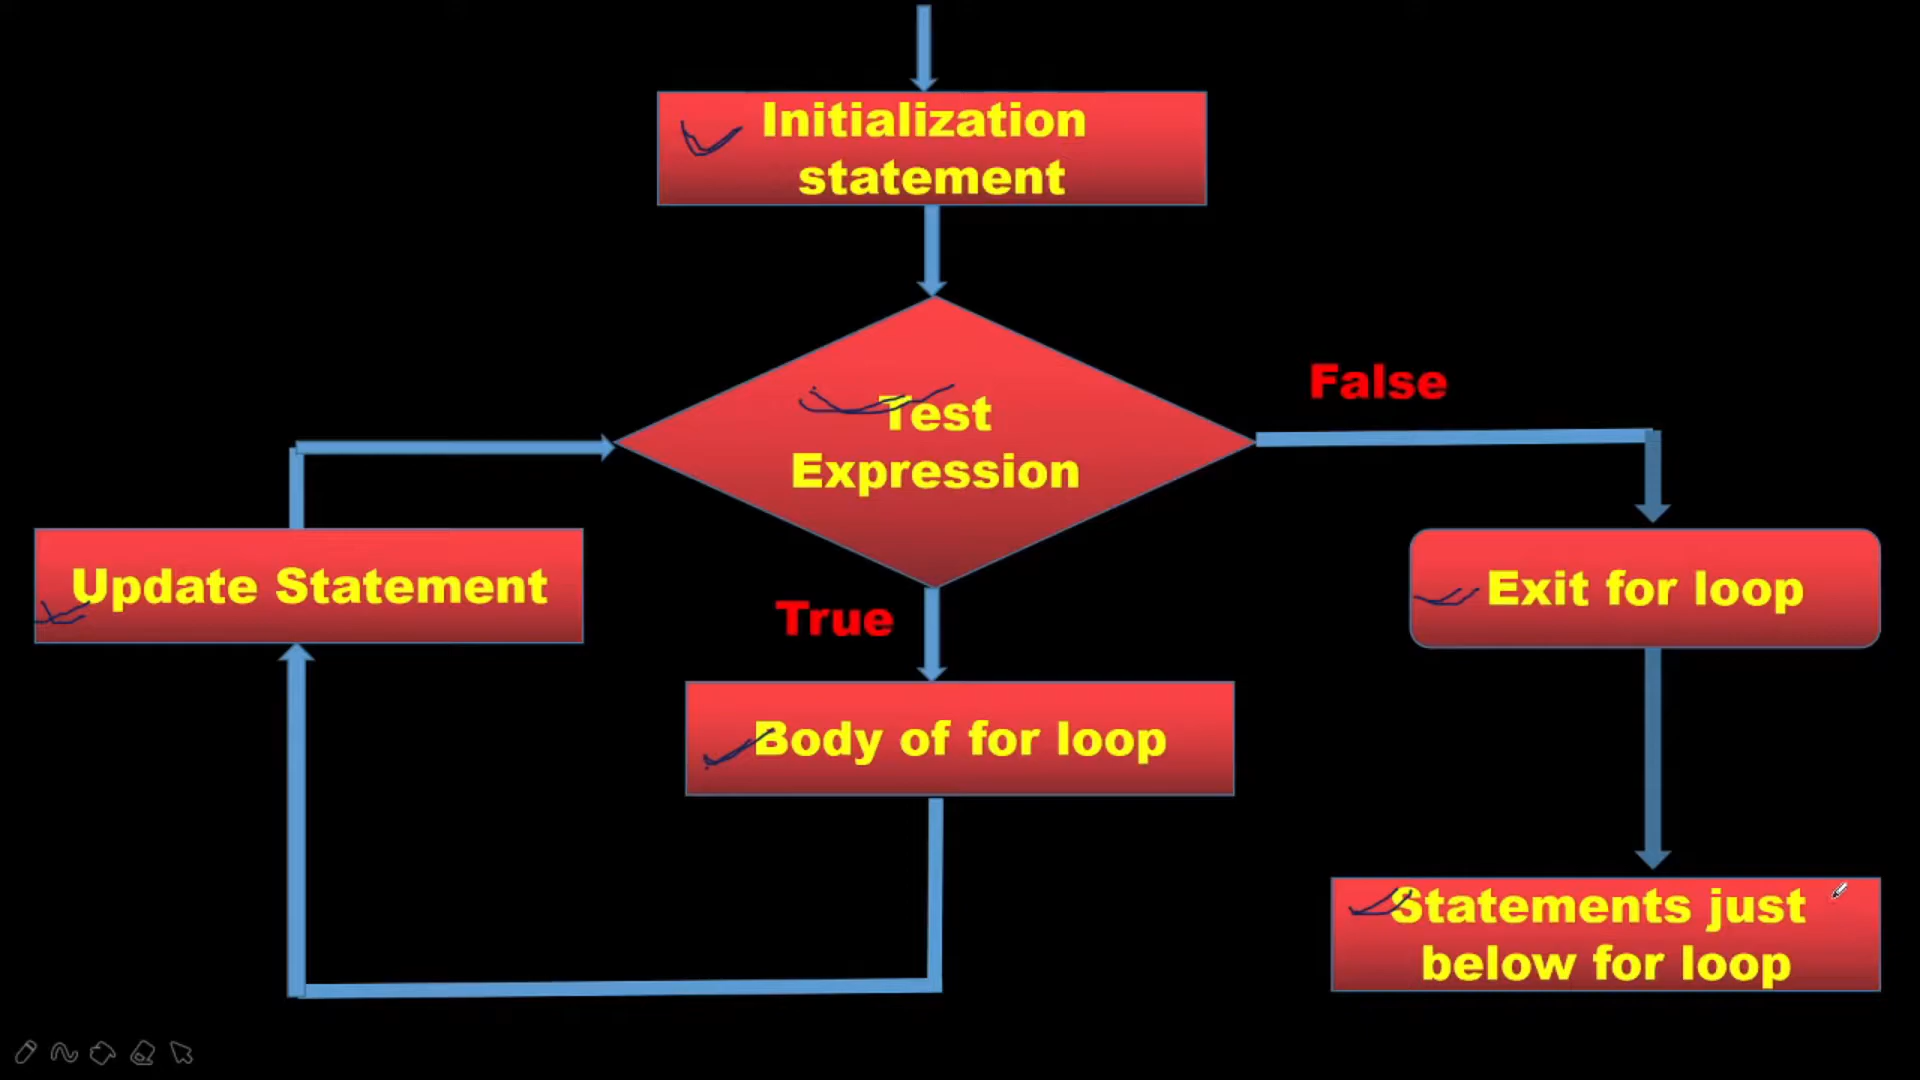 Initialization
statement
Test
Expression
False
Update Statement
True
Exit for loop
Body of for loop
Statements just
below for loop